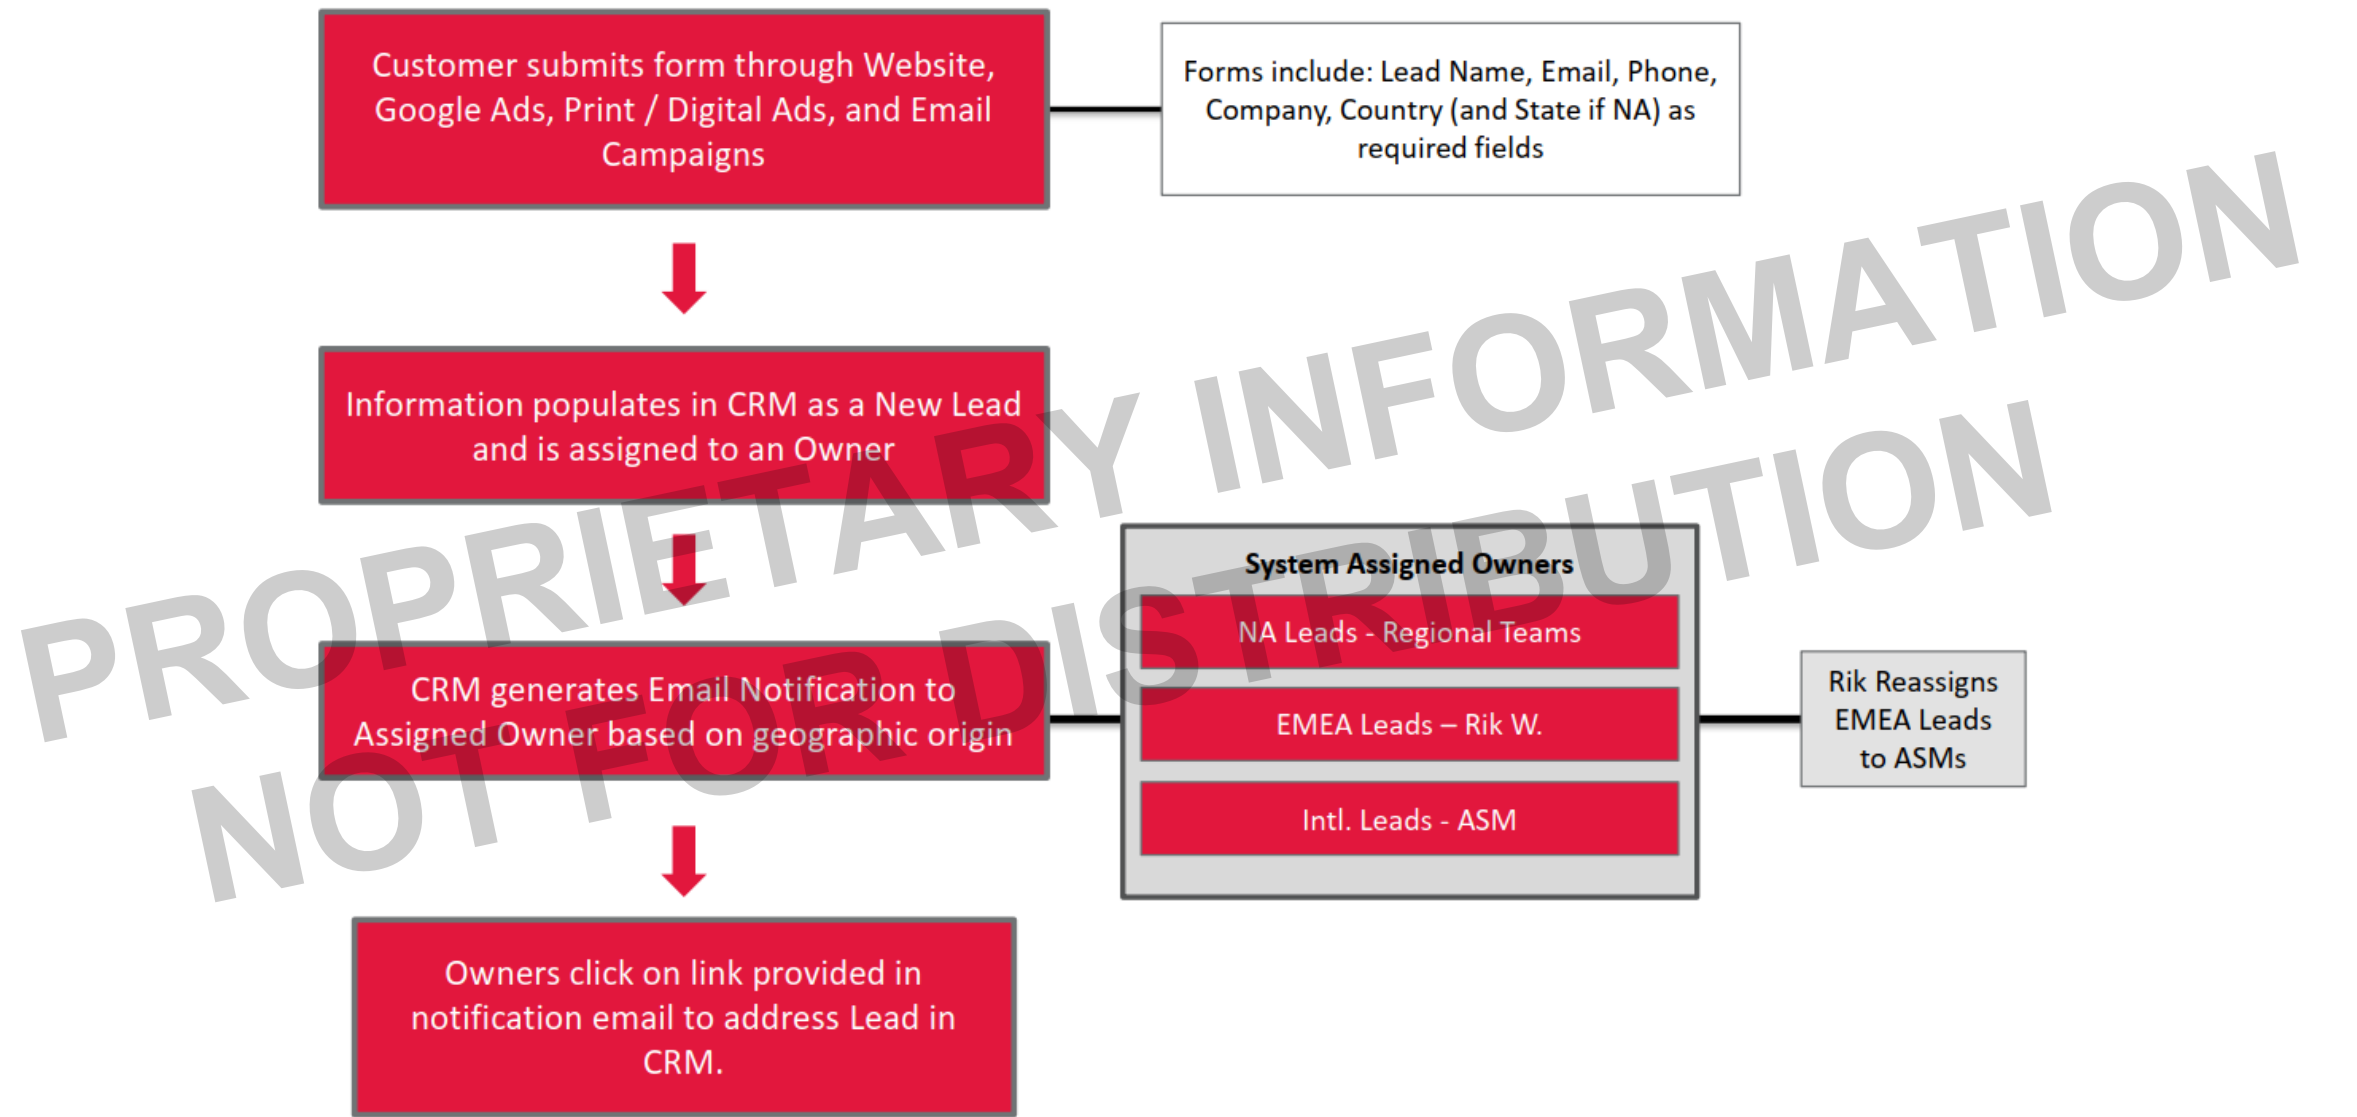 Customer submits form through Website,
Google Ads, Print / Digital Ads, and Email
Campaigns
Forms include: Lead Name, Email, Phone,
Company, Country (and State if NA) as
required fields
Information populates in CRM as a New Lead
and is assigned to an Owner
CRM generates Email Notification to
Assigned Owner based on geographic origin
System Assigned Owners
NA Leads - Regional Teams
EMEA Leads – Rik W.
Intl. Leads - ASM
Rik Reassigns
EMEA Leads
to ASMs
Owners click on link provided in
notification email to address Lead in
CRM.
PROPRIETARY INFORMATION
NOT FOR DISTRIBUTION